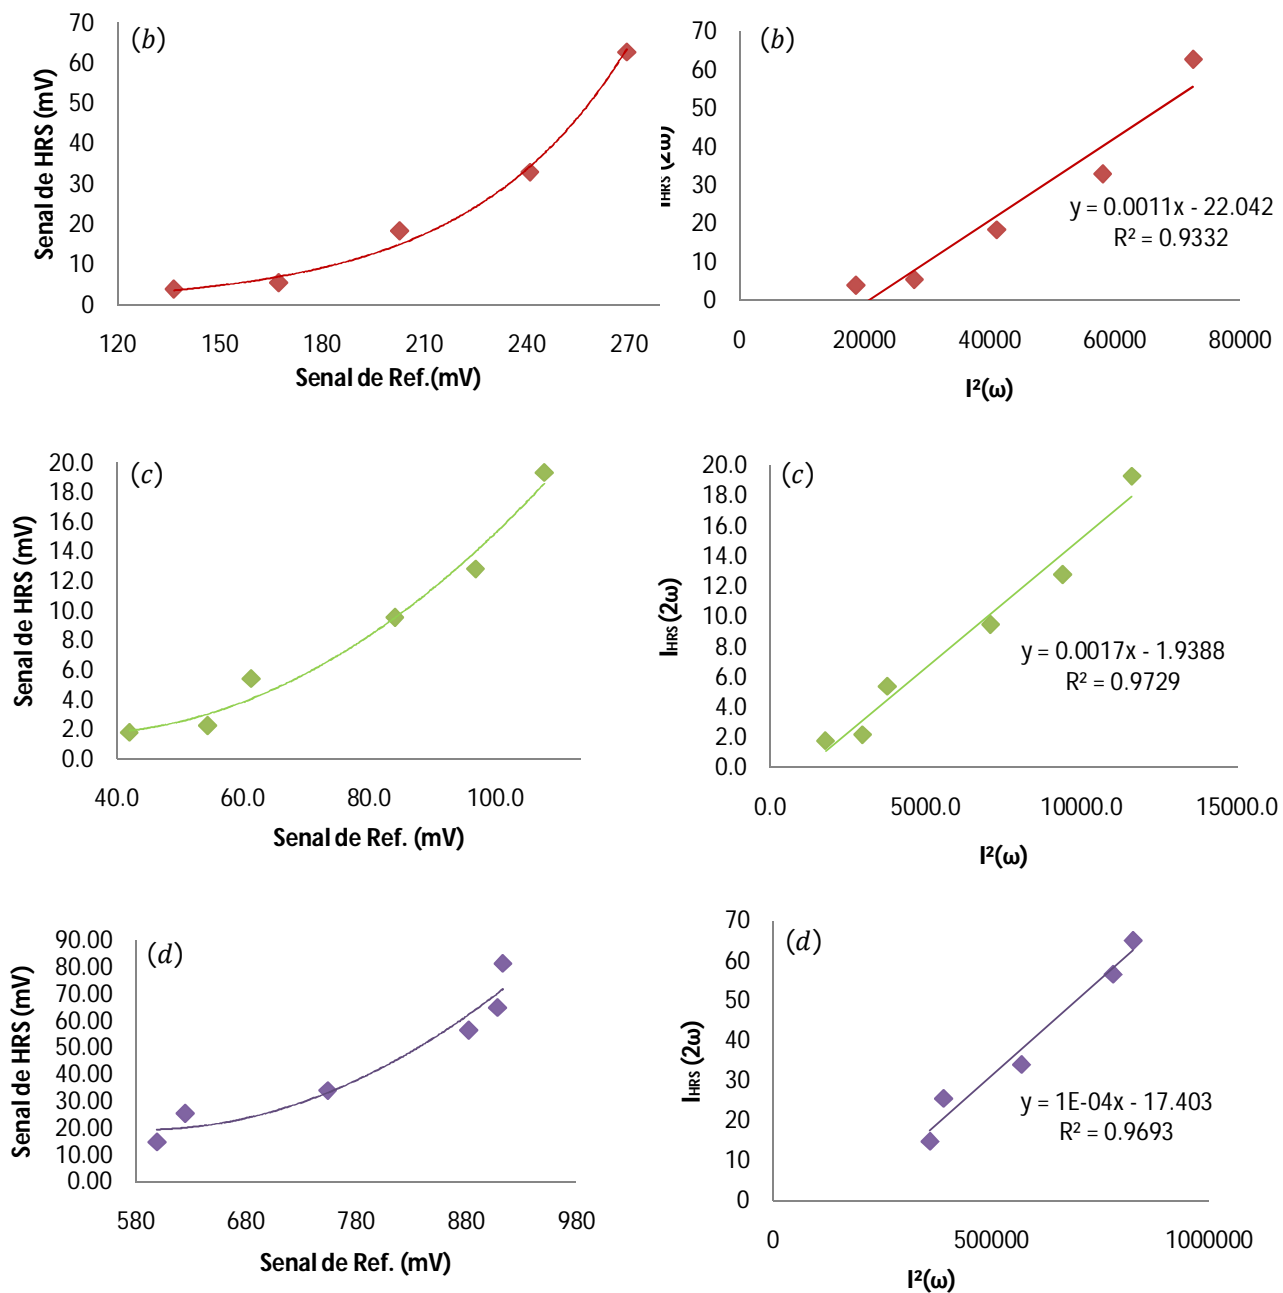 (b)
70
60
50
40
30
20
10
0
Senal de HRS (mV)
120 150 180 210 240 270
Senal de Ref.(mV)
(b)
70
60
50
40
30
20
10
0
I_HRS (2ω)
y = 0.0011x - 22.042
R² = 0.9332
0 20000 40000 60000 80000
I²(ω)
(c)
20.0
18.0
16.0
14.0
12.0
10.0
8.0
6.0
4.0
2.0
0.0
Senal de HRS (mV)
40.0 60.0 80.0 100.0
Senal de Ref. (mV)
(c)
20.0
18.0
16.0
14.0
12.0
10.0
8.0
6.0
4.0
2.0
0.0
I_HRS (2ω)
y = 0.0017x - 1.9388
R² = 0.9729
0.0 5000.0 10000.0 15000.0
I²(ω)
(d)
90.00
80.00
70.00
60.00
50.00
40.00
30.00
20.00
10.00
0.00
Senal de HRS (mV)
580 680 780 880 980
Senal de Ref. (mV)
(d)
70
60
50
40
30
20
10
0
I_HRS (2ω)
y = 1E-04x - 17.403
R² = 0.9693
0 500000 1000000
I²(ω)